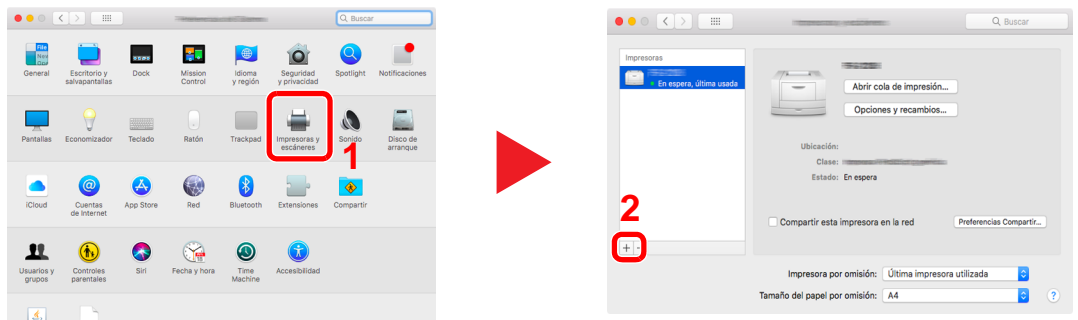 Buscar
General
Escritorio y
salvapantallas
Dock
Mission
Control
Idioma
y región
Seguridad
y privacidad
Spotlight
Notificaciones
Pantallas
Economizador
Teclado
Ratón
Trackpad
Impresoras y
escáneres
Sonido
Disco de
arranque
1
iCloud
Cuentas
de Internet
App Store
Red
Bluetooth
Extensiones
Compartir
Usuarios y
grupos
Controles
parentales
Siri
Fecha y hora
Time
Machine
Accesibilidad
Buscar
Impresoras
En espera, última usada
Abrir cola de impresión...
Opciones y recambios...
Ubicación:
Clase:
Estado: En espera
2
+ -
Compartir esta impresora en la red
Preferencias Compartir...
Impresora por omisión: Última impresora utilizada
Tamaño del papel por omisión: A4
?